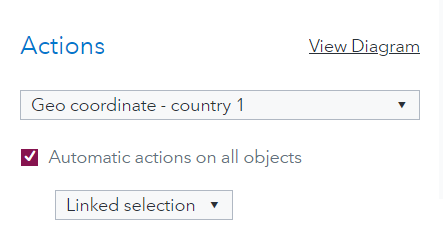 Actions
View Diagram
Geo coordinate - country 1
Automatic actions on all objects
Linked selection